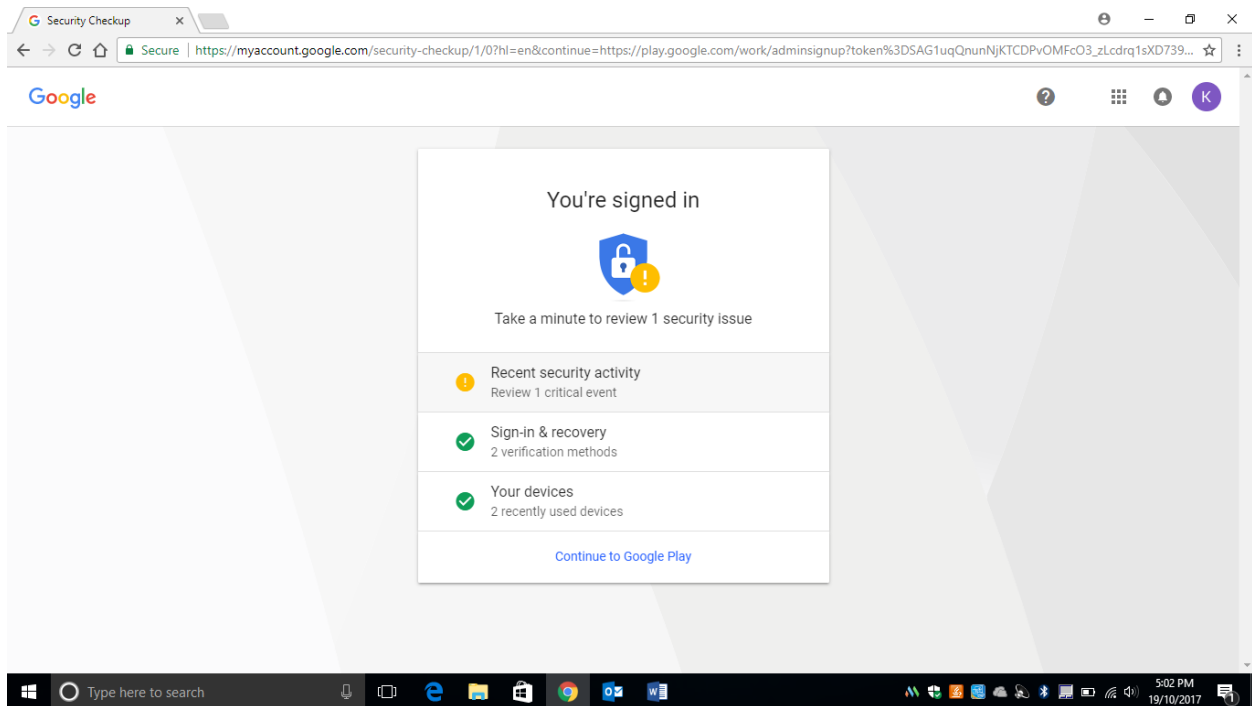 G Security Checkup
Secure | https://myaccount.google.com/security-checkup/1/0?hl=en&continue=https://play.google.com/work/adminsignup?token%3DSAG1uqQnunNjKTCDPvOMFcO3_zLcdrq1sXD739...
Google
K
You're signed in
!
Take a minute to review 1 security issue
! Recent security activity
Review 1 critical event
Sign-in & recovery
2 verification methods
Your devices
2 recently used devices
Continue to Google Play
Type here to search
5:02 PM
19/10/2017
1